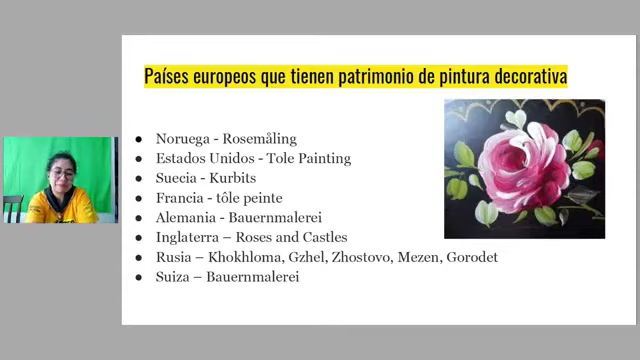 Países europeos que tienen patrimonio de pintura decorativa
● Noruega - Rosemåling
● Estados Unidos - Tole Painting
● Suecia - Kurbits
● Francia - tôle peinte
● Alemania - Bauernmalerei
● Inglaterra – Roses and Castles
● Rusia – Khokhloma, Gzhel, Zhostovo, Mezen, Gorodet
● Suiza – Bauernmalerei